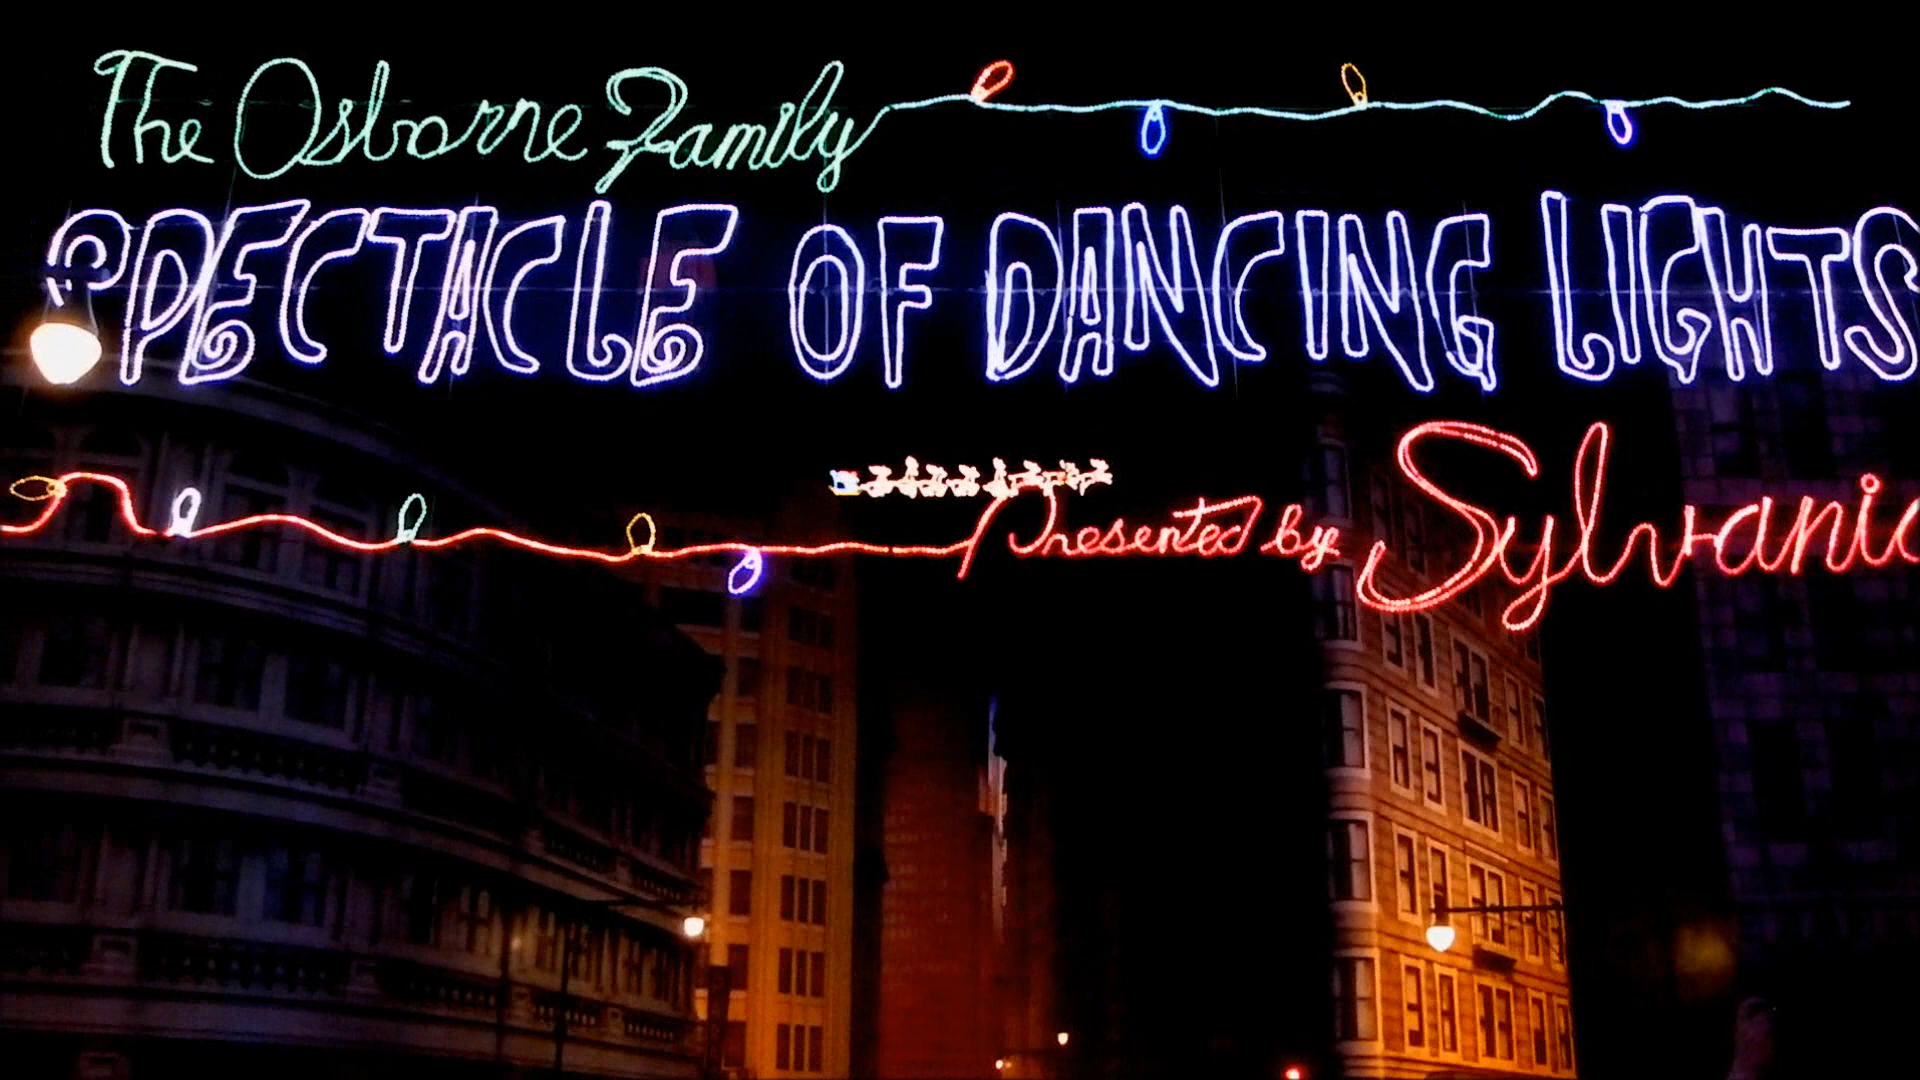 The Osborne Family
SPECTACLE OF DANCING LIGHTS
Presented by Sylvania